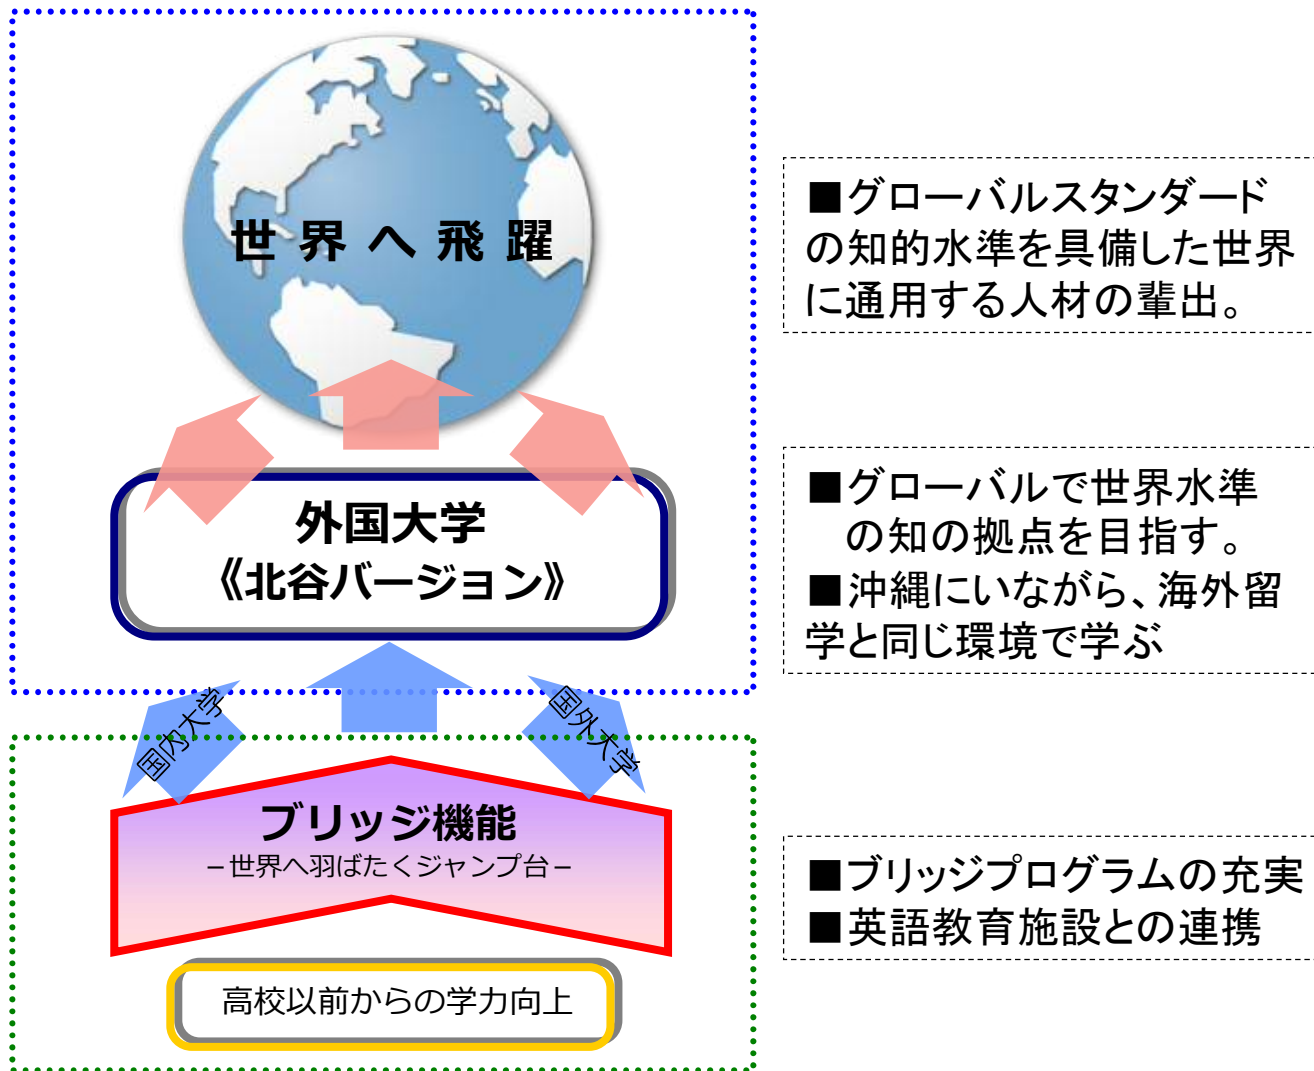 世界へ飛躍
■グローバルスタンダード
の知的水準を具備した世界
に通用する人材の輩出。
外国大学
《北谷バージョン》
■グローバルで世界水準
の知の拠点を目指す。
■沖縄にいながら、海外留
学と同じ環境で学ぶ
国内大学
国外大学
ブリッジ機能
－世界へ羽ばたくジャンプ台－
■ブリッジプログラムの充実
■英語教育施設との連携
高校以前からの学力向上